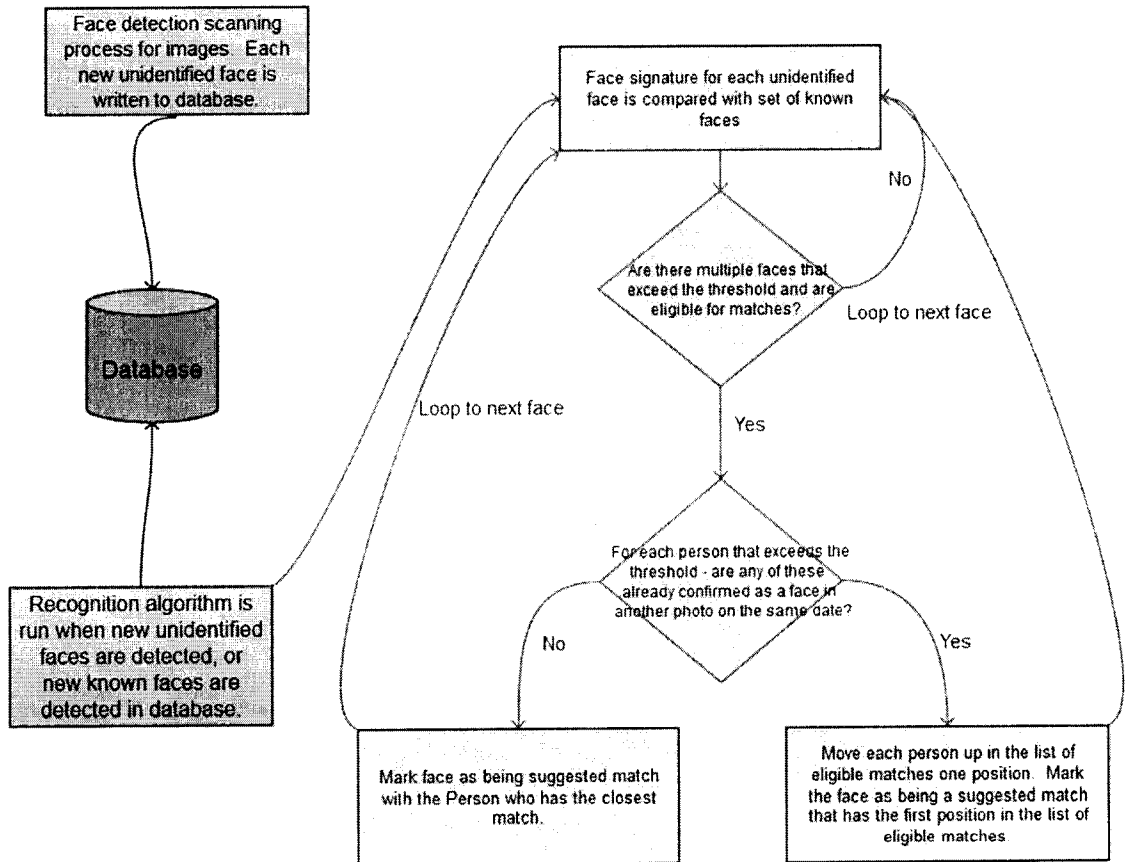 Face detection scanning
process for images. Each
new unidentified face is
written to database.
Face signature for each unidentified
face is compared with set of known
faces
No
Are there multiple faces that
exceed the threshold and are
eligible for matches?
Loop to next face
Database
Loop to next face
Yes
For each person that exceeds the
threshold - are any of these
already confirmed as a face in
another photo on the same date?
Recognition algorithm is
run when new unidentified
faces are detected, or
new known faces are
detected in database.
No
Yes
Mark face as being suggested match
with the Person who has the closest
match.
Move each person up in the list of
eligible matches one position. Mark
the face as being a suggested match
that has the first position in the list of
eligible matches.